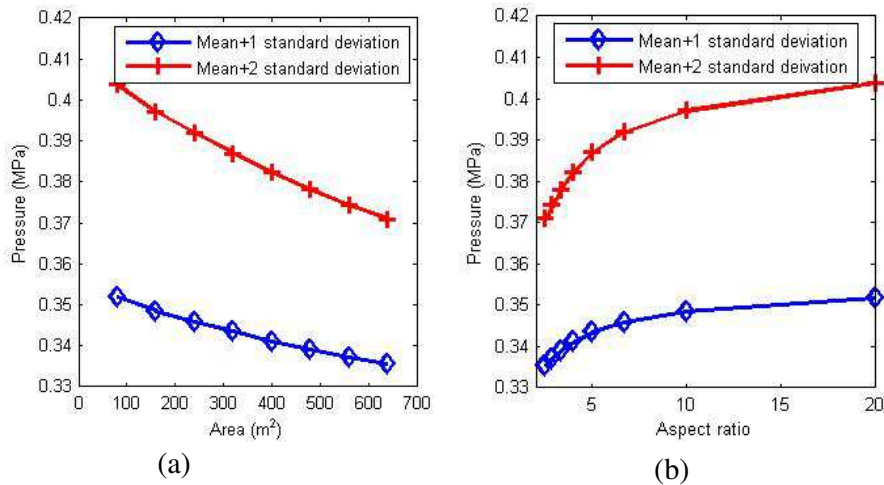 0.42
0.41
0.4
0.39
0.38
0.37
0.36
0.35
0.34
0.33
Pressure (MPa)
Mean+1 standard deviation
Mean+2 standard deviation
100 200 300 400 500 600 700
Area (m²)
(a)
0.42
0.41
0.4
0.39
0.38
0.37
0.36
0.35
0.34
0.33
Pressure (MPa)
Mean+1 standard deviation
Mean+2 standard deivation
5 10 15 20
Aspect ratio
(b)